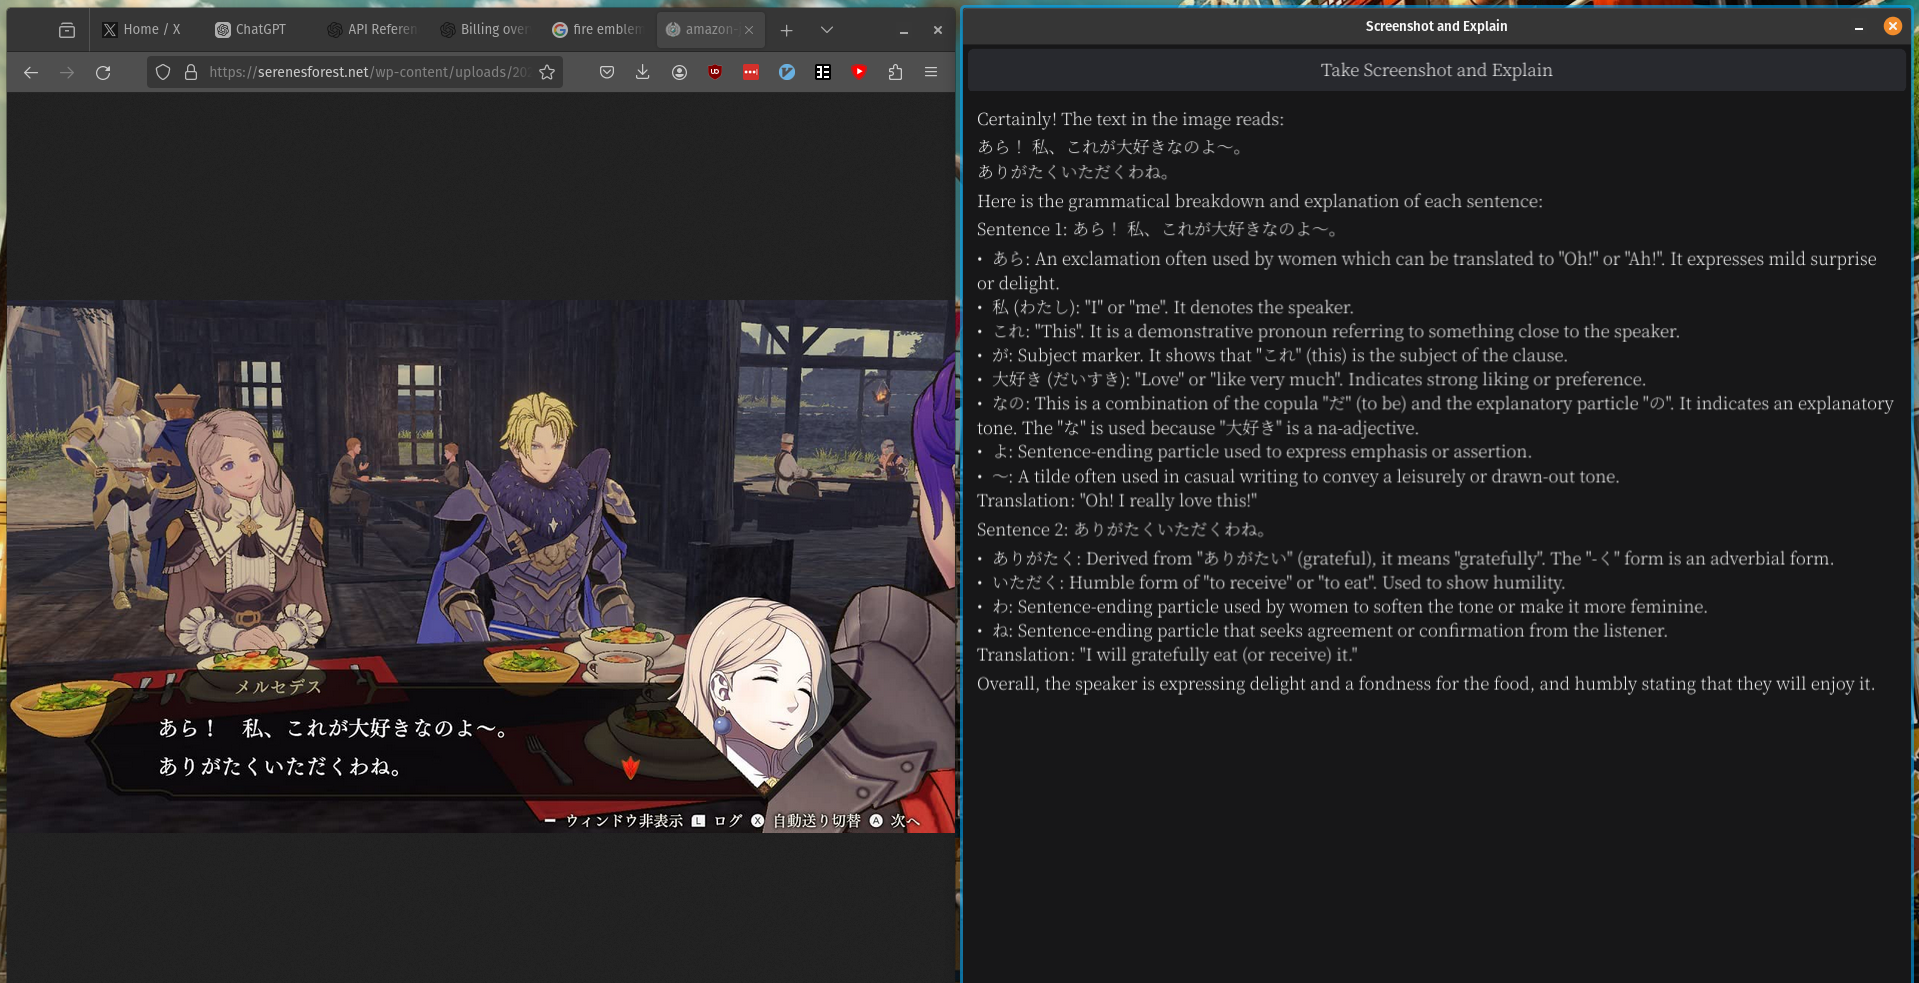 Home / X
ChatGPT
API Referen
Billing over
fire emblem
amazon-
https://serenesforest.net/wp-content/uploads/20
メルセデス
あら！　私、これが大好きなのよ～。
ありがたくいただくわね。
ウィンドウ非表示 L ログ X 自動送り切替 A 次へ
Screenshot and Explain
Take Screenshot and Explain
Certainly! The text in the image reads:
あら！ 私、これが大好きなのよ～。
ありがたくいただくわね。
Here is the grammatical breakdown and explanation of each sentence:
Sentence 1: あら！ 私、これが大好きなのよ～。
• あら: An exclamation often used by women which can be translated to "Oh!" or "Ah!". It expresses mild surprise
or delight.
• 私 (わたし): "I" or "me". It denotes the speaker.
• これ: "This". It is a demonstrative pronoun referring to something close to the speaker.
• が: Subject marker. It shows that "これ" (this) is the subject of the clause.
• 大好き (だいすき): "Love" or "like very much". Indicates strong liking or preference.
• なの: This is a combination of the copula "だ" (to be) and the explanatory particle "の". It indicates an explanatory
tone. The "な" is used because "大好き" is a na-adjective.
• よ: Sentence-ending particle used to express emphasis or assertion.
• ～: A tilde often used in casual writing to convey a leisurely or drawn-out tone.
Translation: "Oh! I really love this!"
Sentence 2: ありがたくいただくわね。
• ありがたく: Derived from "ありがたい" (grateful), it means "gratefully". The "-く" form is an adverbial form.
• いただく: Humble form of "to receive" or "to eat". Used to show humility.
• わ: Sentence-ending particle used by women to soften the tone or make it more feminine.
• ね: Sentence-ending particle that seeks agreement or confirmation from the listener.
Translation: "I will gratefully eat (or receive) it."
Overall, the speaker is expressing delight and a fondness for the food, and humbly stating that they will enjoy it.